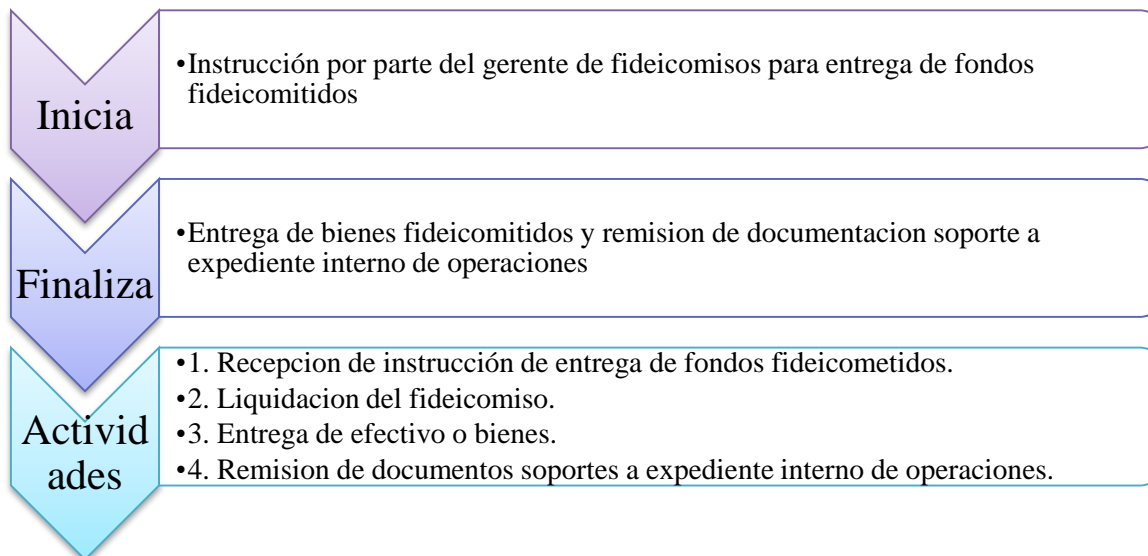 Inicia
•Instrucción por parte del gerente de fideicomisos para entrega de fondos
fideicomitidos
Finaliza
•Entrega de bienes fideicomitidos y remision de documentacion soporte a
expediente interno de operaciones
Activid
ades
•1. Recepcion de instrucción de entrega de fondos fideicometidos.
•2. Liquidacion del fideicomiso.
•3. Entrega de efectivo o bienes.
•4. Remision de documentos soportes a expediente interno de operaciones.